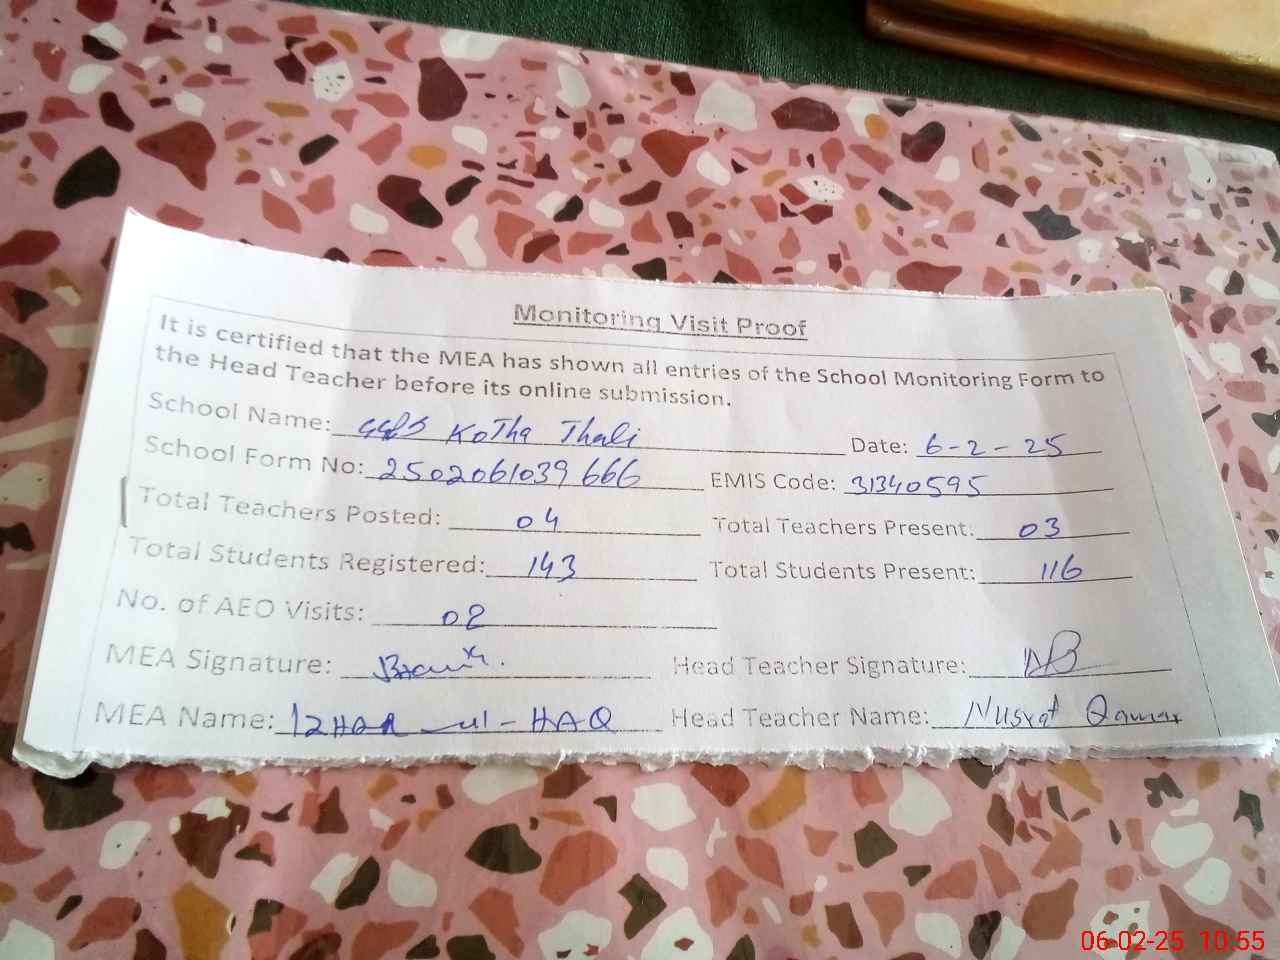 Monitoring Visit Proof
It is certified that the MEA has shown all entries of the School Monitoring Form to
the Head Teacher before its online submission.
School Name: GGPS KoTha Thali Date: 6-2-25
School Form No: 2502061039666 EMIS Code: 31340595
Total Teachers Posted: 04 Total Teachers Present: 03
Total Students Registered: 143 Total Students Present: 116
No. of AEO Visits: 02
MEA Signature: Head Teacher Signature:
MEA Name: IZHAR ul-HAQ Head Teacher Name: Nusrat Qamar
06-02-25 10:55